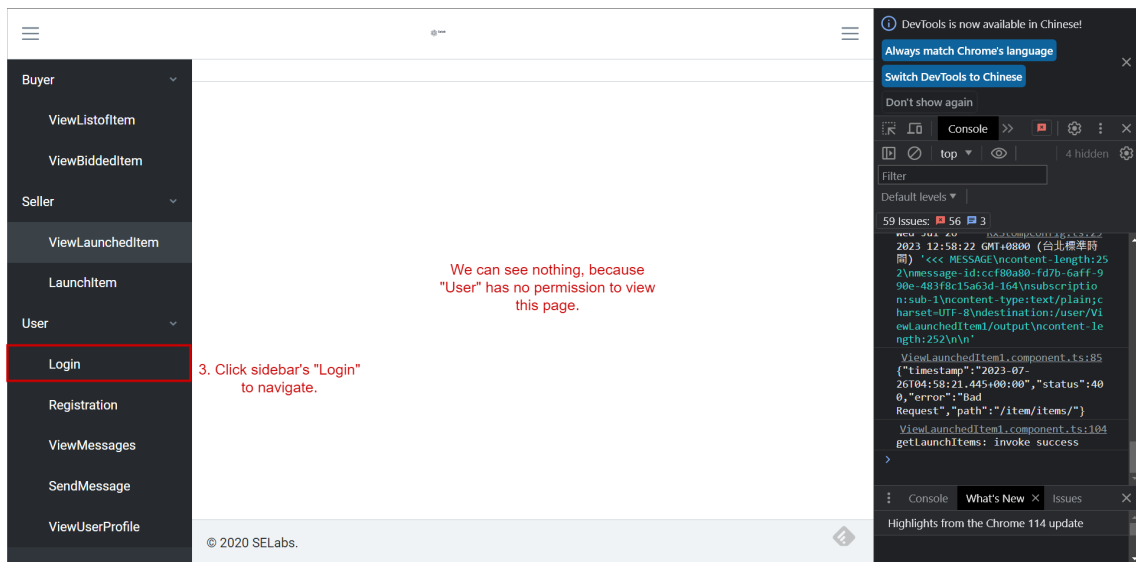 Buyer
ViewListofItem
ViewBiddedItem
Seller
ViewLaunchedItem
LaunchItem
User
Login
Registration
ViewMessages
SendMessage
ViewUserProfile
We can see nothing, because
"User" has no permission to view
this page.
3. Click sidebar's "Login"
to navigate.
© 2020 SELabs.
DevTools is now available in Chinese!
Always match Chrome's language
Switch DevTools to Chinese
Don't show again
Console
top
4 hidden
Filter
Default levels
59 Issues: 56 3
Wed Jul 26 RxStompConfig.ts:23
2023 12:58:22 GMT+0800 (台北標準時
間) '<<< MESSAGE\ncontent-length:25
2\nmessage-id:ccf80a80-fd7b-6aff-9
90e-483f8c15a63d-164\nsubscriptio
n:sub-1\ncontent-type:text/plain;c
harset=UTF-8\ndestination:/user/Vi
ewLaunchedItem1/output\ncontent-le
ngth:252\n\n'
ViewLaunchedItem1.component.ts:85
{"timestamp":"2023-07-
26T04:58:21.445+00:00","status":40
0,"error":"Bad
Request","path":"/item/items/"}
ViewLaunchedItem1.component.ts:104
getLaunchItems: invoke success
Console What's New Issues
Highlights from the Chrome 114 update